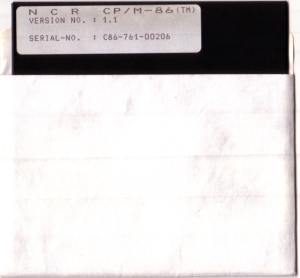 N C R CP/M-86(TM)
VERSION NO. : 1.1
SERIAL-NO. : C86-761-00206